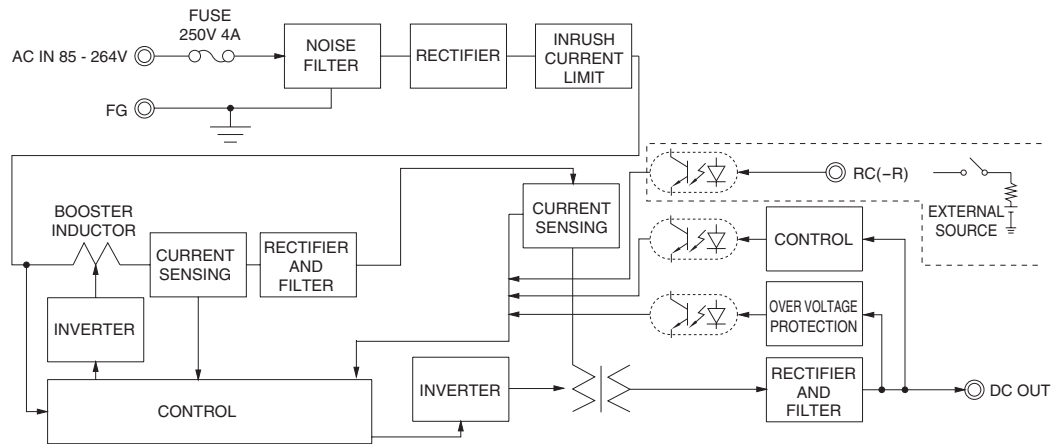 FUSE
250V 4A
AC IN 85 - 264V
NOISE
FILTER
RECTIFIER
INRUSH
CURRENT
LIMIT
FG
RC(−R)
EXTERNAL
SOURCE
BOOSTER
INDUCTOR
CURRENT
SENSING
RECTIFIER
AND
FILTER
CURRENT
SENSING
CONTROL
INVERTER
OVER VOLTAGE
PROTECTION
CONTROL
INVERTER
RECTIFIER
AND
FILTER
DC OUT